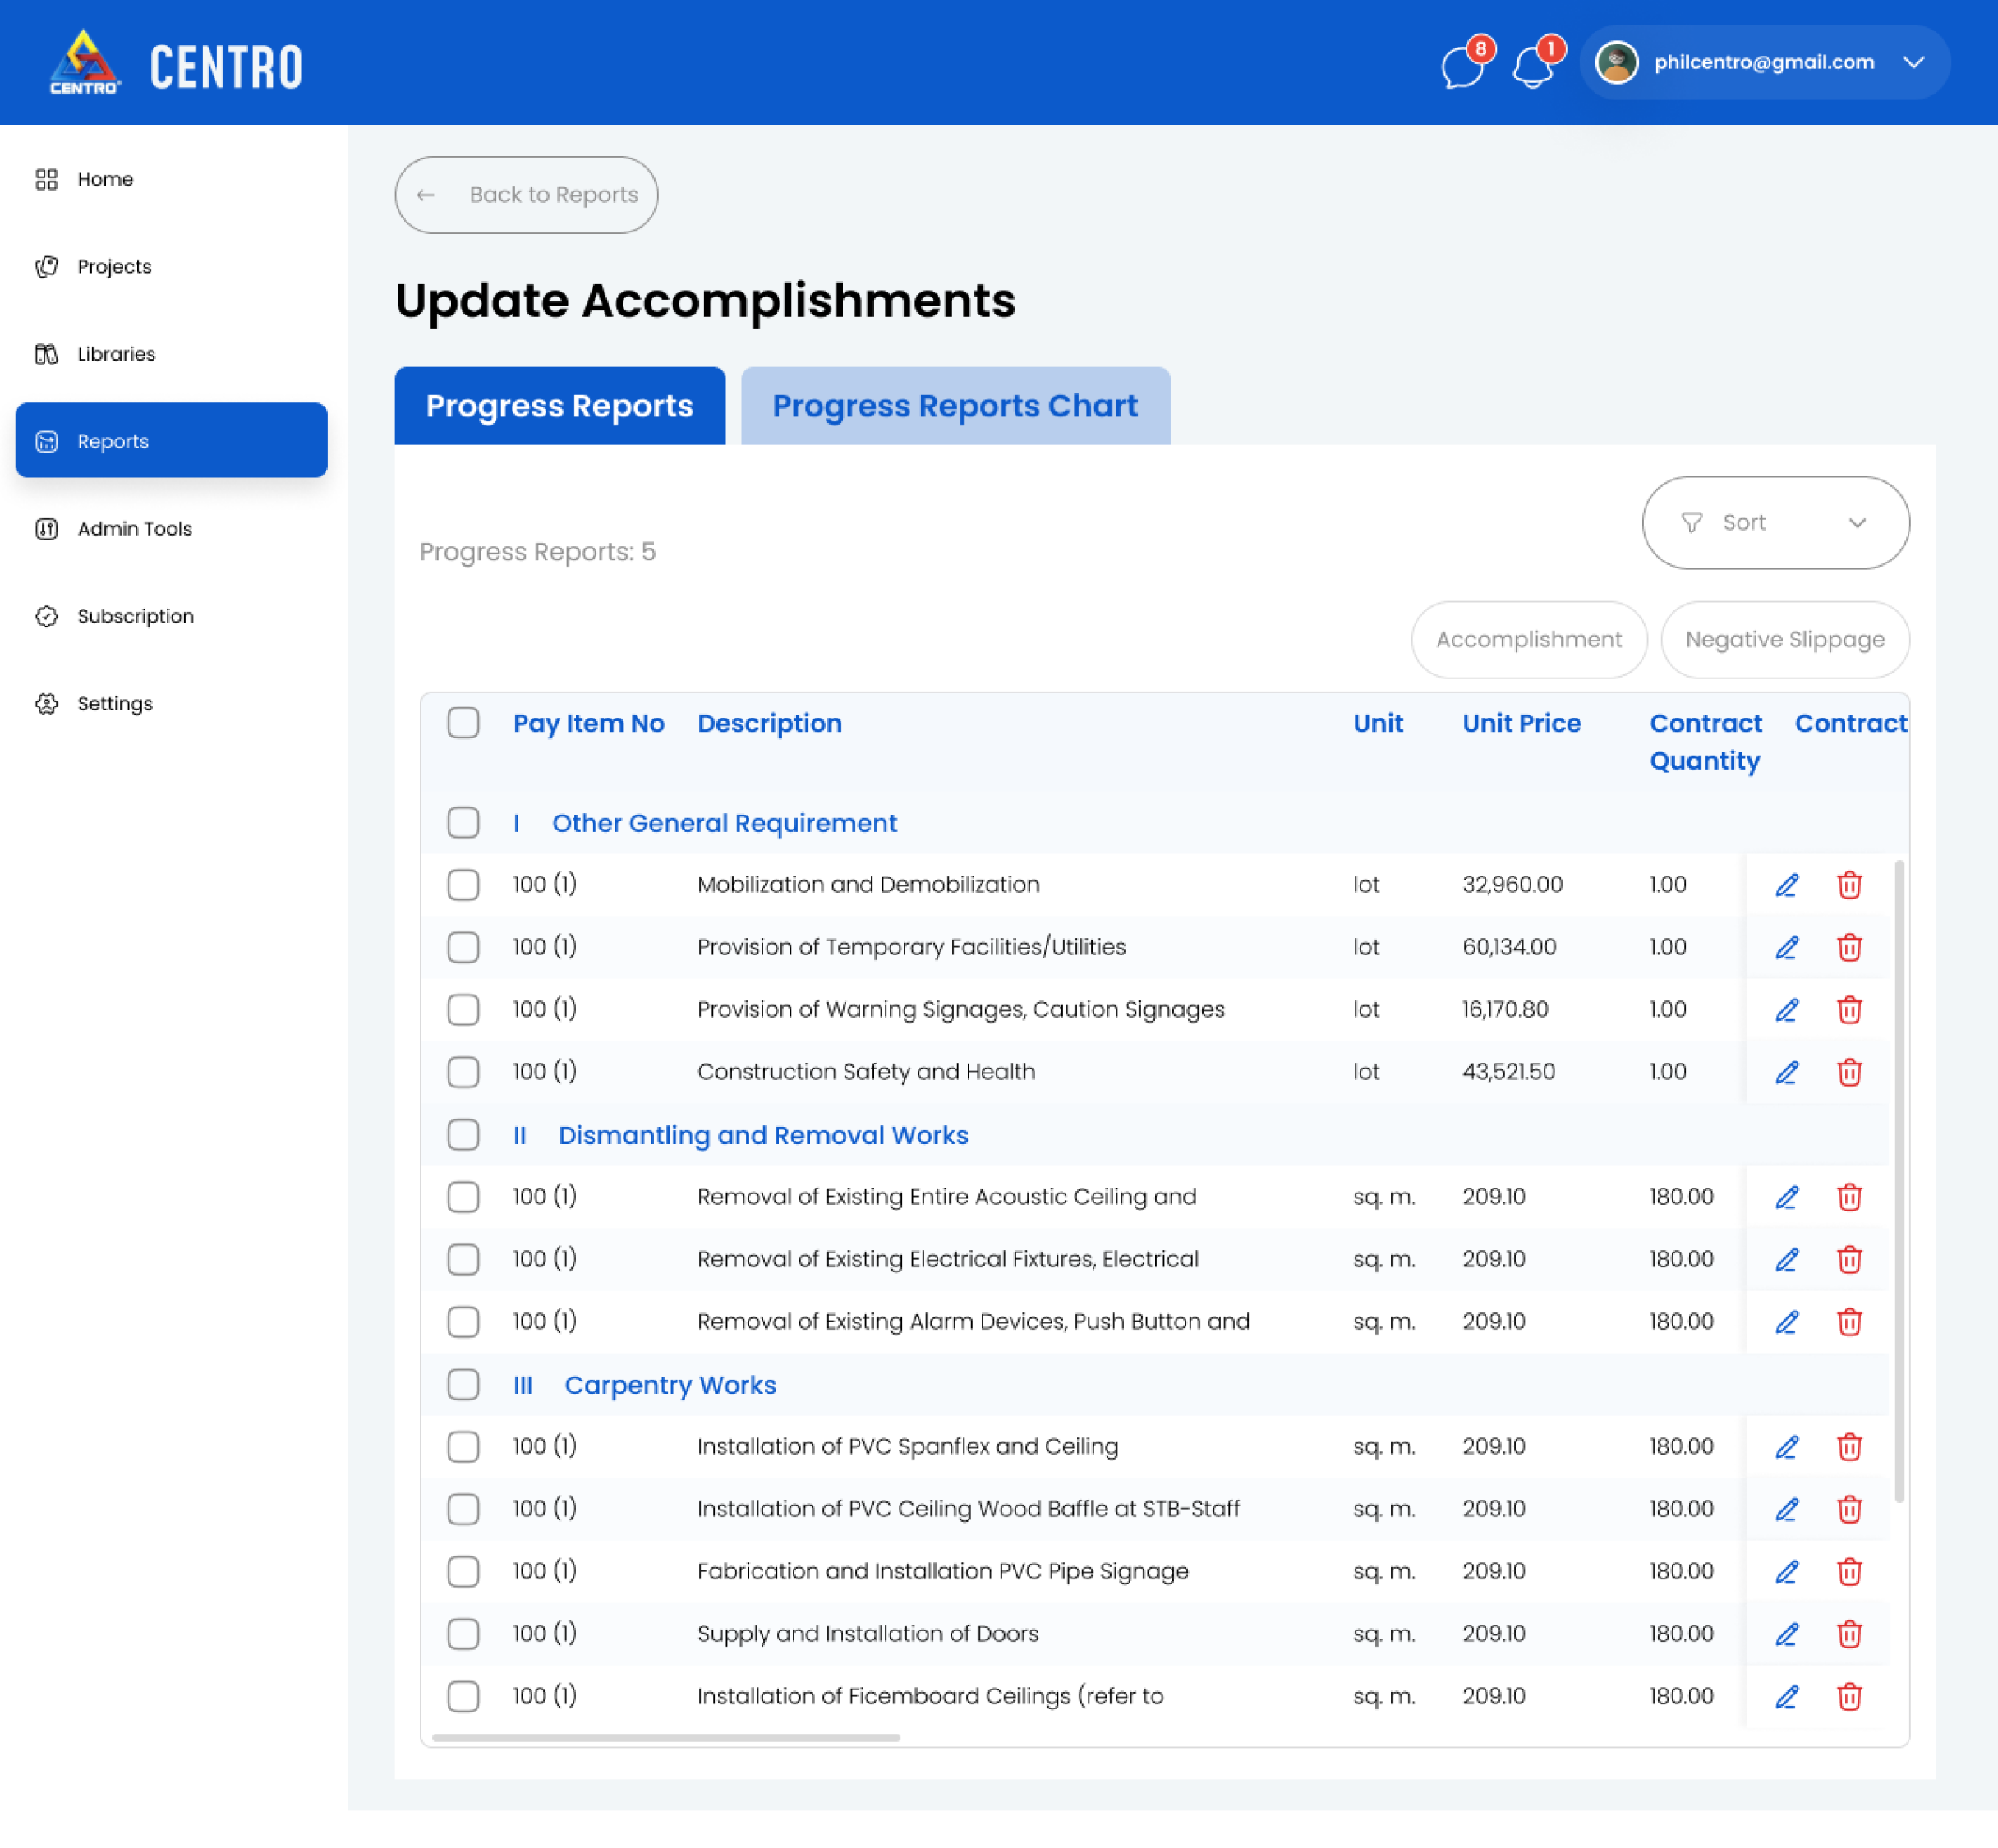 CENTRO
CENTRO
8
1
philcentro@gmail.com
Home
Projects
Libraries
Reports
Admin Tools
Subscription
Settings
Back to Reports
Update Accomplishments
Progress Reports
Progress Reports Chart
Sort
Progress Reports: 5
Accomplishment
Negative Slippage
Pay Item No Description Unit Unit Price Contract Quantity Contract
I Other General Requirement
100 (1) Mobilization and Demobilization lot 32,960.00 1.00
100 (1) Provision of Temporary Facilities/Utilities lot 60,134.00 1.00
100 (1) Provision of Warning Signages, Caution Signages lot 16,170.80 1.00
100 (1) Construction Safety and Health lot 43,521.50 1.00
II Dismantling and Removal Works
100 (1) Removal of Existing Entire Acoustic Ceiling and sq. m. 209.10 180.00
100 (1) Removal of Existing Electrical Fixtures, Electrical sq. m. 209.10 180.00
100 (1) Removal of Existing Alarm Devices, Push Button and sq. m. 209.10 180.00
III Carpentry Works
100 (1) Installation of PVC Spanflex and Ceiling sq. m. 209.10 180.00
100 (1) Installation of PVC Ceiling Wood Baffle at STB-Staff sq. m. 209.10 180.00
100 (1) Fabrication and Installation PVC Pipe Signage sq. m. 209.10 180.00
100 (1) Supply and Installation of Doors sq. m. 209.10 180.00
100 (1) Installation of Ficemboard Ceilings (refer to sq. m. 209.10 180.00